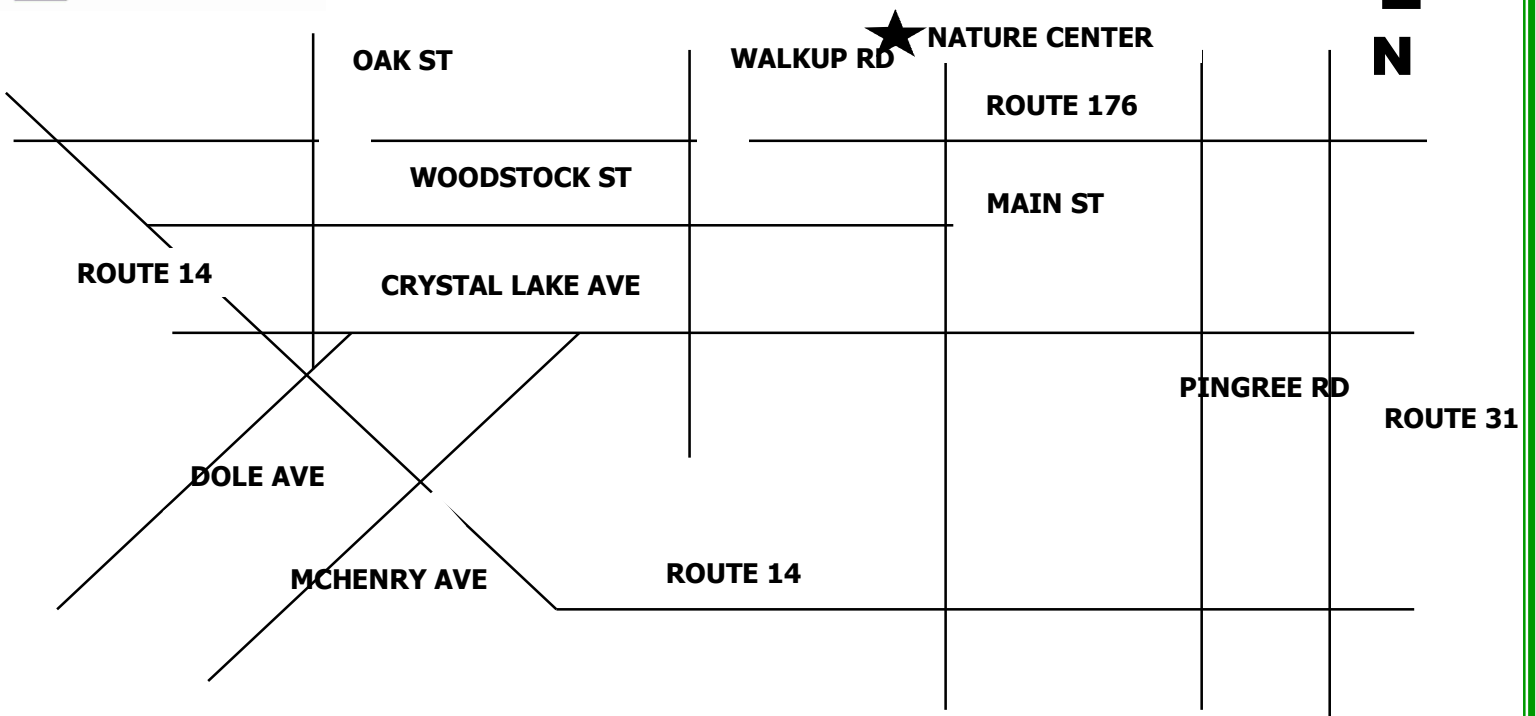 NATURE CENTER
N
OAK ST
WALKUP RD
ROUTE 176
WOODSTOCK ST
MAIN ST
ROUTE 14
CRYSTAL LAKE AVE
PINGREE RD
ROUTE 31
DOLE AVE
MCHENRY AVE
ROUTE 14